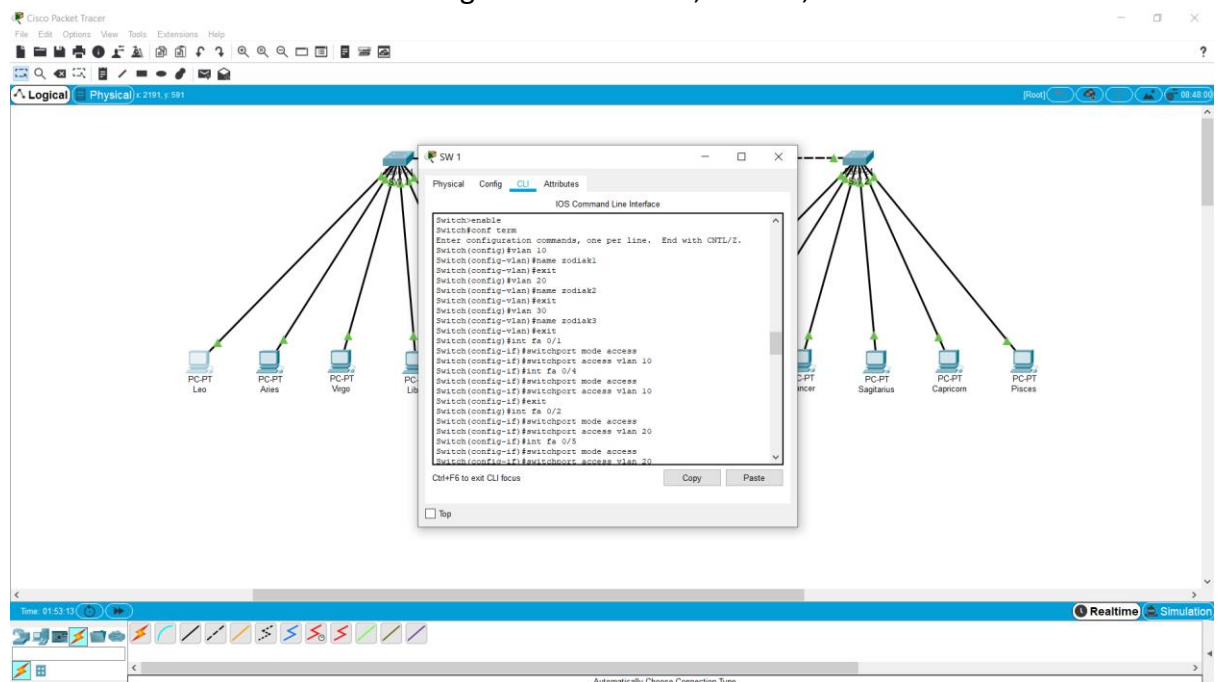 Cisco Packet Tracer
File Edit Options View Tools Extensions Help
?
Logical Physical x: 2191, y: 591 [Root] 08:48:00
SW 1
Physical Config CLI Attributes
IOS Command Line Interface
Switch>enable
Switch#conf term
Enter configuration commands, one per line. End with CNTL/Z.
Switch(config)#vlan 10
Switch(config-vlan)#name zodiak1
Switch(config-vlan)#exit
Switch(config)#vlan 20
Switch(config-vlan)#name zodiak2
Switch(config-vlan)#exit
Switch(config)#vlan 30
Switch(config-vlan)#name zodiak3
Switch(config-vlan)#exit
Switch(config)#int fa 0/1
Switch(config-if)#switchport mode access
Switch(config-if)#switchport access vlan 10
Switch(config-if)#int fa 0/4
Switch(config-if)#switchport mode access
Switch(config-if)#switchport access vlan 10
Switch(config-if)#exit
Switch(config)#int fa 0/2
Switch(config-if)#switchport mode access
Switch(config-if)#switchport access vlan 20
Switch(config-if)#int fa 0/5
Switch(config-if)#switchport mode access
Switch(config-if)#switchport access vlan 20
Ctrl+F6 to exit CLI focus Copy Paste
Top
PC-PT PC-PT PC-PT PC- C-PT PC-PT PC-PT PC-PT
Leo Aries Virgo Lib ncer Sagitarius Capricorn Pisces
Time: 01:53:13 Realtime Simulation
Automatically Choose Connection Type